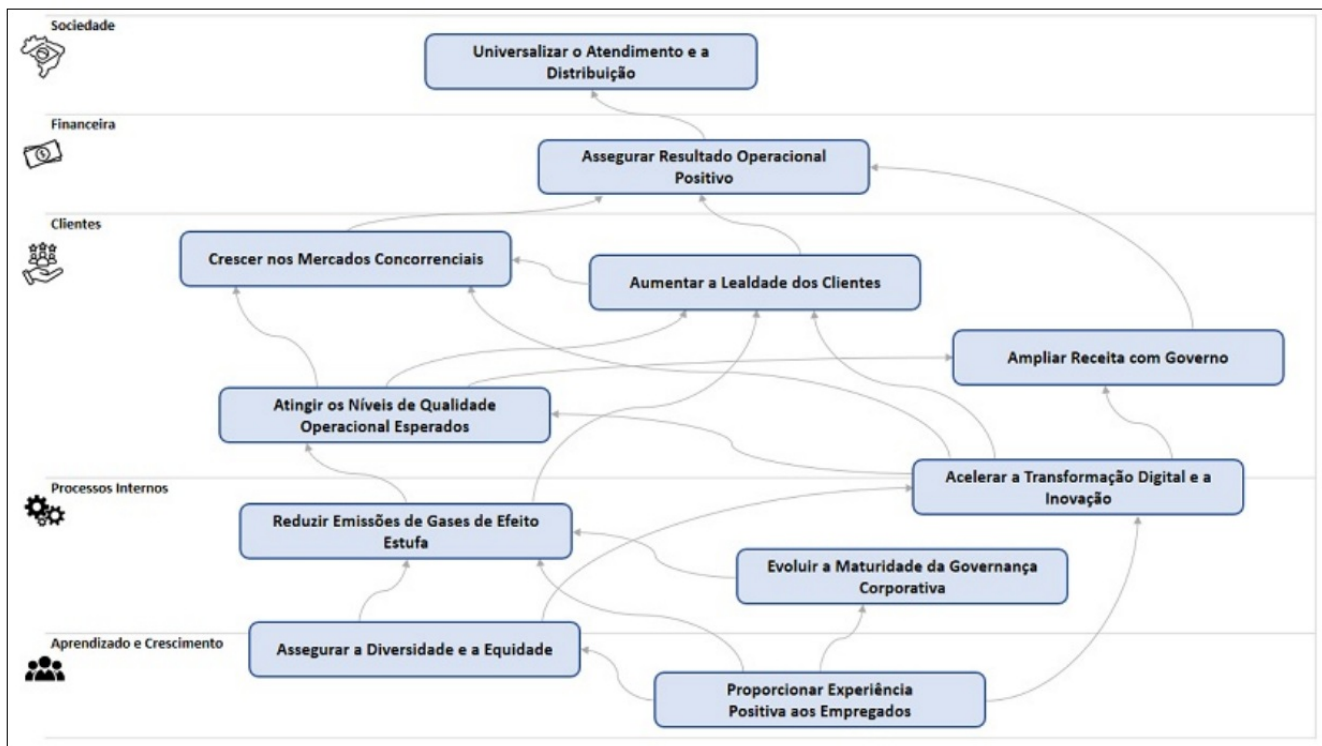 Sociedade
Universalizar o Atendimento e a
Distribuição
Financeira
Assegurar Resultado Operacional
Positivo
Clientes
Crescer nos Mercados Concorrenciais
Aumentar a Lealdade dos Clientes
Ampliar Receita com Governo
Atingir os Níveis de Qualidade
Operacional Esperados
Acelerar a Transformação Digital e a
Inovação
Processos Internos
Reduzir Emissões de Gases de Efeito
Estufa
Evoluir a Maturidade da Governança
Corporativa
Aprendizado e Crescimento
Assegurar a Diversidade e a Equidade
Proporcionar Experiência
Positiva aos Empregados